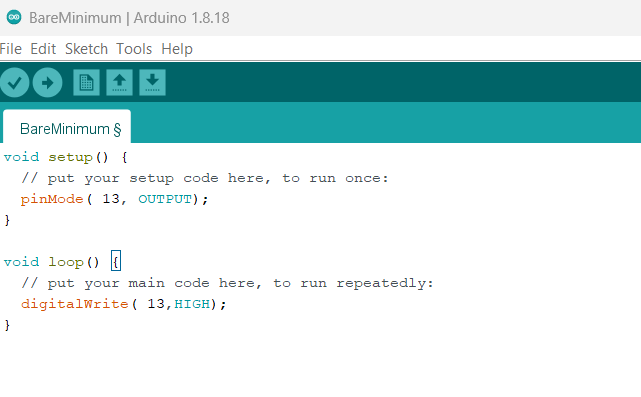 BareMinimum | Arduino 1.8.18
File Edit Sketch Tools Help
BareMinimum §
void setup() {
  // put your setup code here, to run once:
  pinMode( 13, OUTPUT);
}
void loop() {
  // put your main code here, to run repeatedly:
  digitalWrite( 13,HIGH);
}